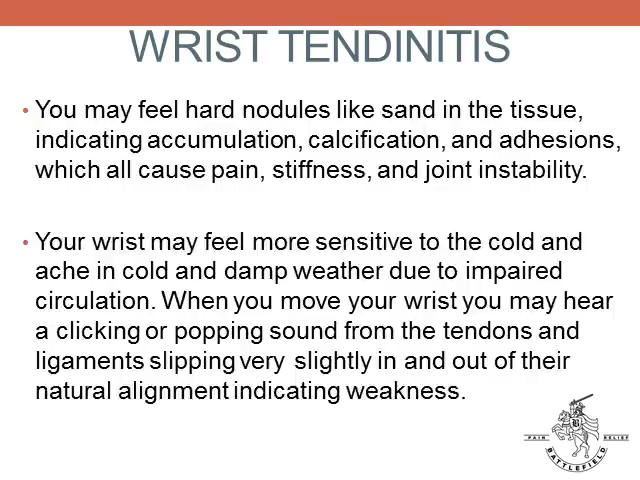 WRIST TENDINITIS
• You may feel hard nodules like sand in the tissue,
indicating accumulation, calcification, and adhesions,
which all cause pain, stiffness, and joint instability.
• Your wrist may feel more sensitive to the cold and
ache in cold and damp weather due to impaired
circulation. When you move your wrist you may hear
a clicking or popping sound from the tendons and
ligaments slipping very slightly in and out of their
natural alignment indicating weakness.
B
PAIN RELIEF
BATTLEFIELD